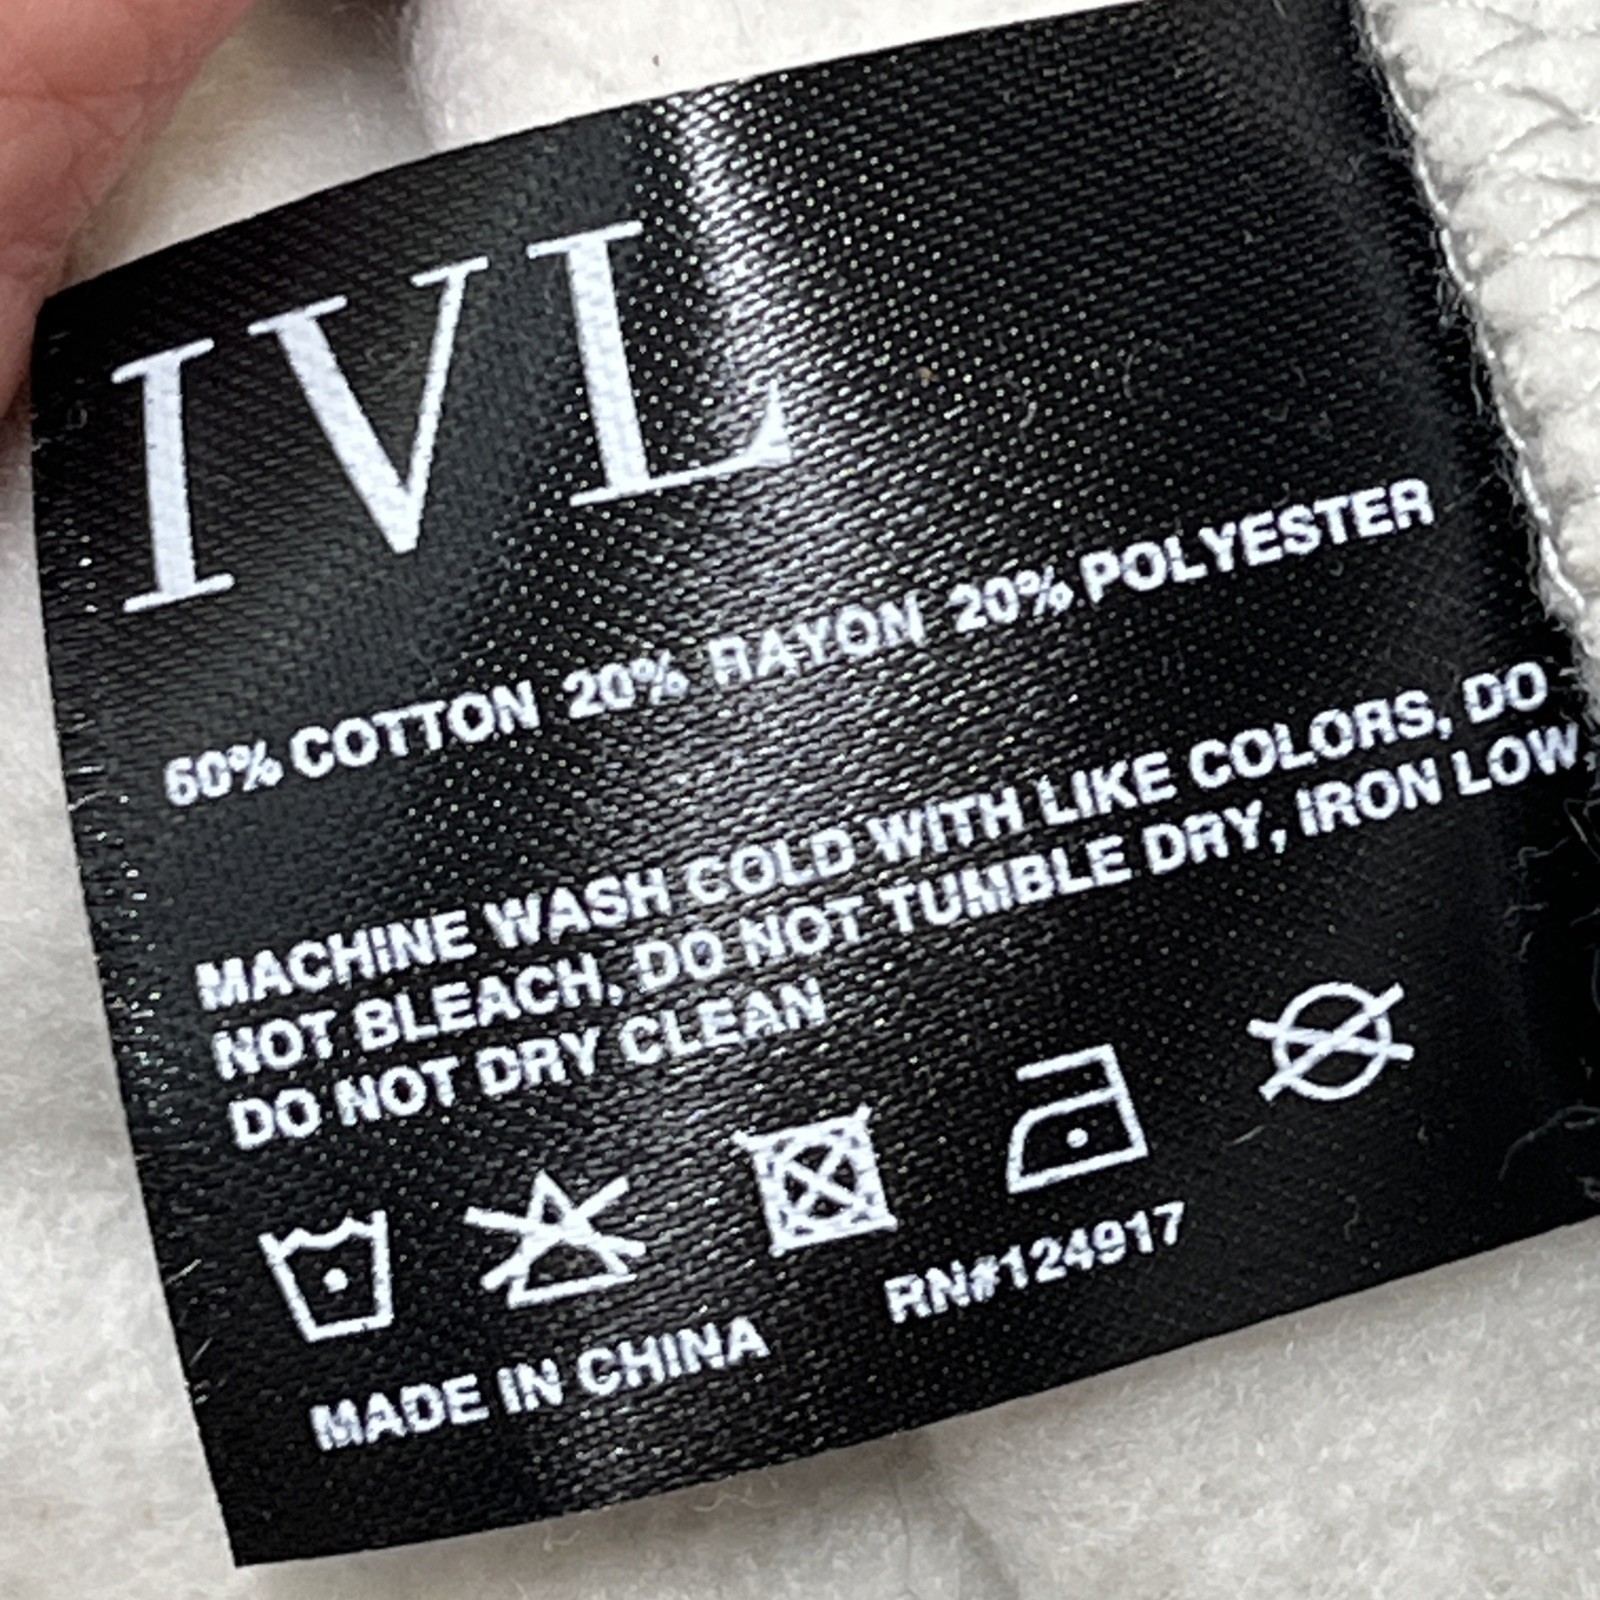 IVL
60% COTTON 20% RAYON 20% POLYESTER
MACHINE WASH COLD WITH LIKE COLORS, DO
NOT BLEACH, DO NOT TUMBLE DRY, IRON LOW,
DO NOT DRY CLEAN
RN#124917
MADE IN CHINA